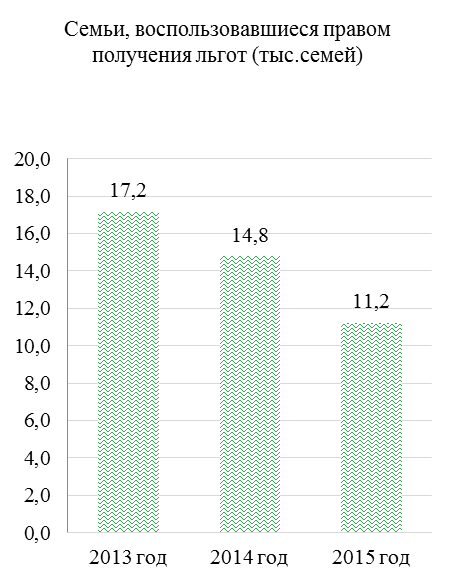 Семьи, воспользовавшиеся правом
получения льгот (тыс.семей)
20,0
18,0
16,0
14,0
12,0
10,0
8,0
6,0
4,0
2,0
0,0
17,2
14,8
11,2
2013 год
2014 год
2015 год